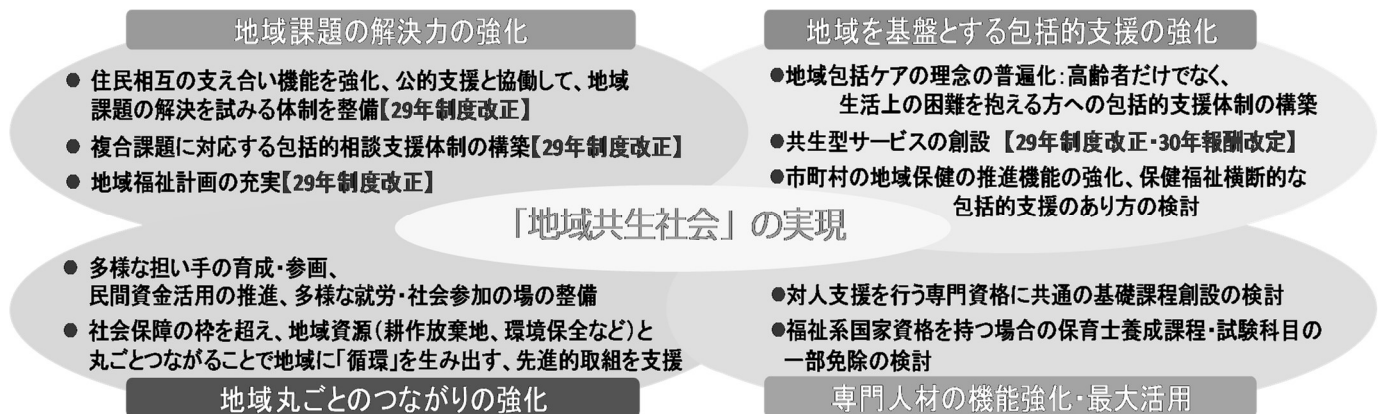 地域課題の解決力の強化
● 住民相互の支え合い機能を強化、公的支援と協働して、地域
課題の解決を試みる体制を整備【29年制度改正】
● 複合課題に対応する包括的相談支援体制の構築【29年制度改正】
● 地域福祉計画の充実【29年制度改正】
地域を基盤とする包括的支援の強化
●地域包括ケアの理念の普遍化:高齢者だけでなく、
生活上の困難を抱える方への包括的支援体制の構築
●共生型サービスの創設 【29年制度改正・30年報酬改定】
●市町村の地域保健の推進機能の強化、保健福祉横断的な
包括的支援のあり方の検討
「地域共生社会」の実現
● 多様な担い手の育成・参画、
民間資金活用の推進、多様な就労・社会参加の場の整備
● 社会保障の枠を超え、地域資源(耕作放棄地、環境保全など)と
丸ごとつながることで地域に「循環」を生み出す、先進的取組を支援
地域丸ごとのつながりの強化
●対人支援を行う専門資格に共通の基礎課程創設の検討
●福祉系国家資格を持つ場合の保育士養成課程・試験科目の
一部免除の検討
専門人材の機能強化・最大活用